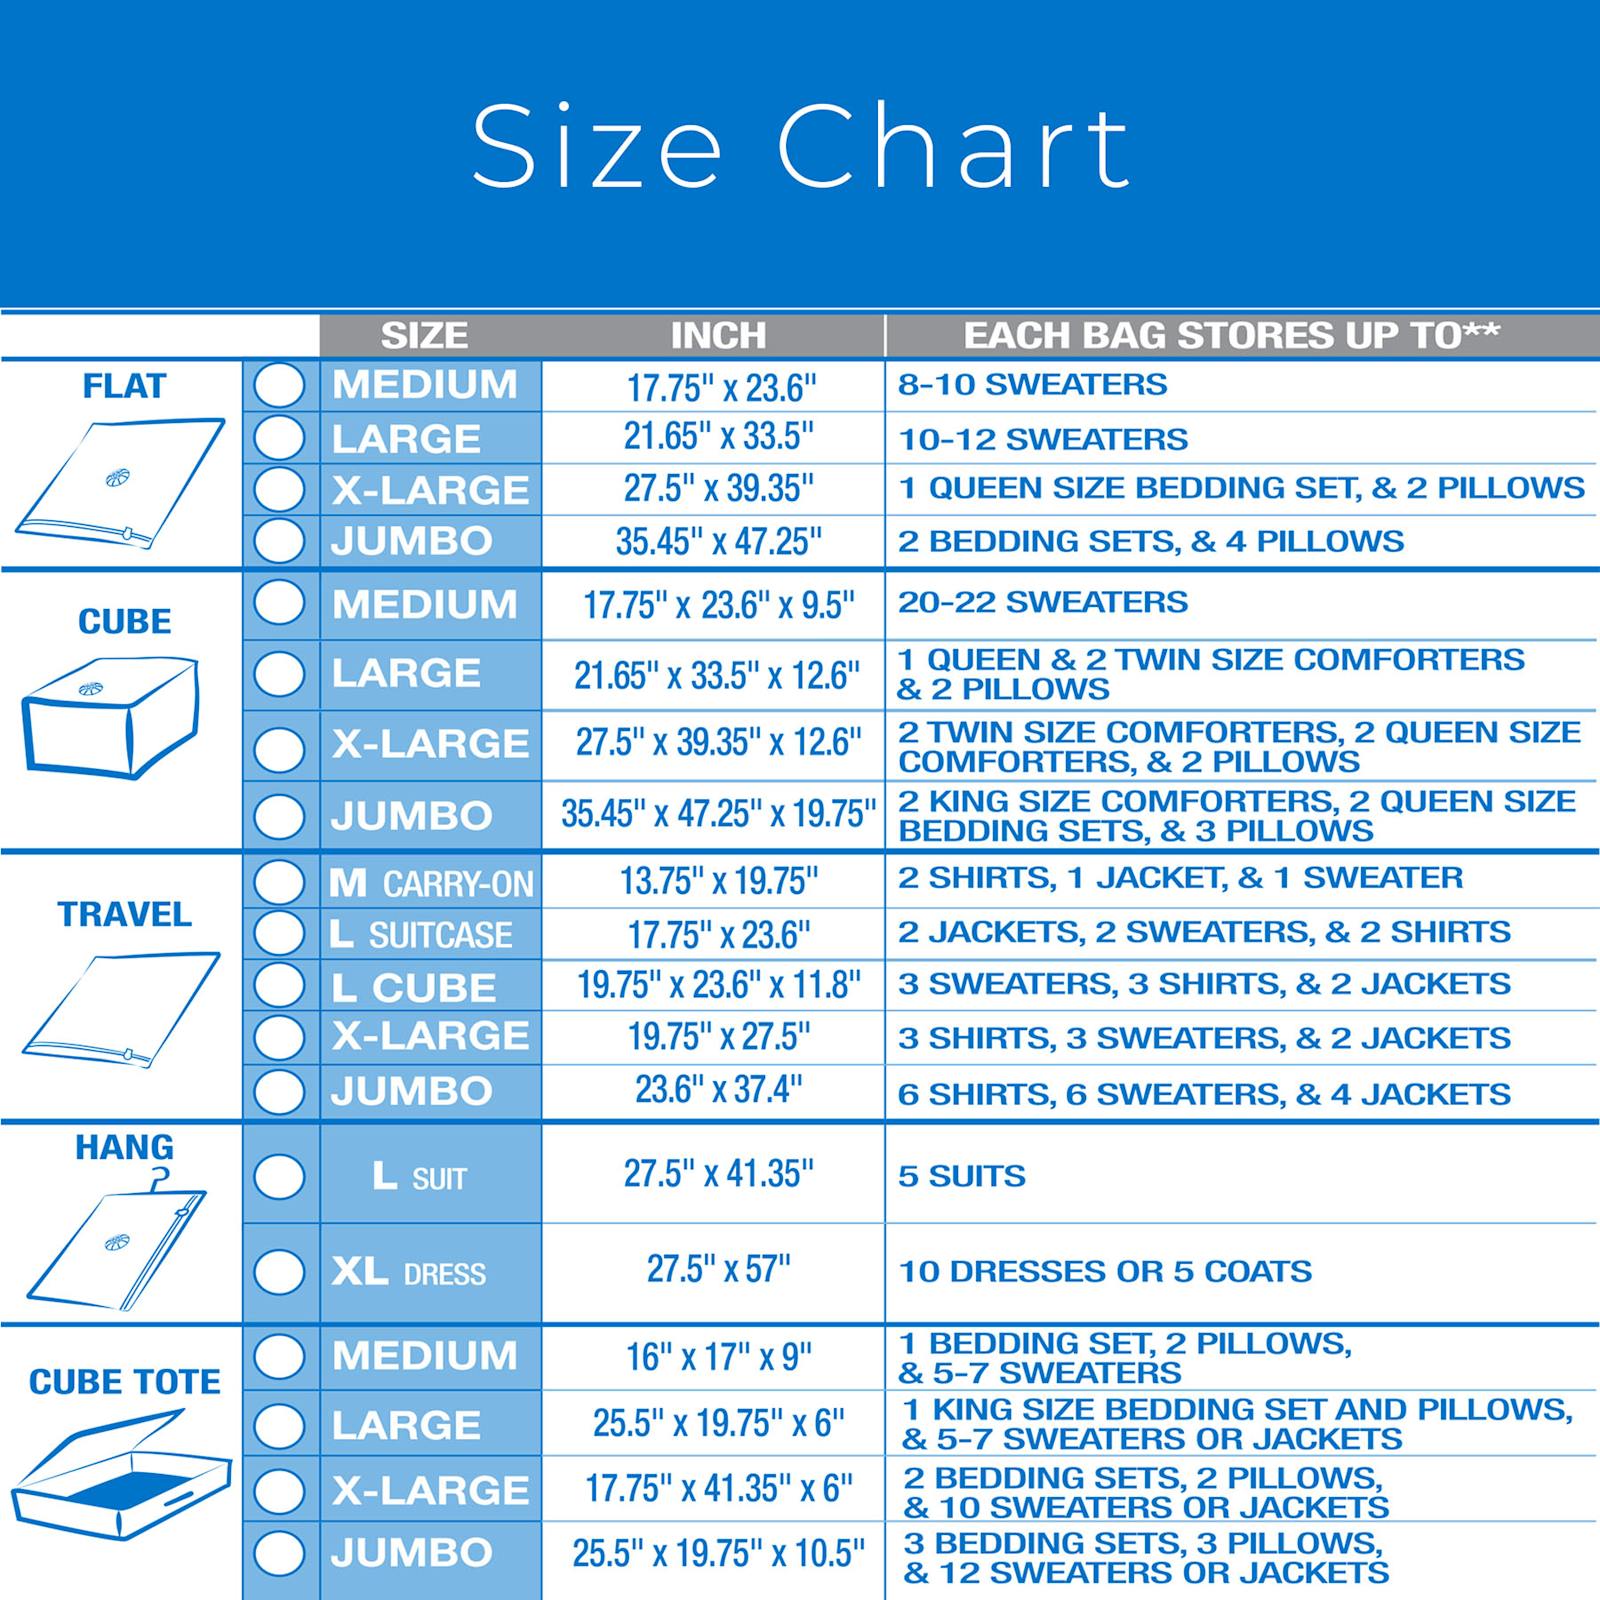 Size Chart
SIZE INCH EACH BAG STORES UP TO**
FLAT
MEDIUM 17.75" x 23.6" 8-10 SWEATERS
LARGE 21.65" x 33.5" 10-12 SWEATERS
X-LARGE 27.5" x 39.35" 1 QUEEN SIZE BEDDING SET, & 2 PILLOWS
JUMBO 35.45" x 47.25" 2 BEDDING SETS, & 4 PILLOWS
CUBE
MEDIUM 17.75" x 23.6" x 9.5" 20-22 SWEATERS
LARGE 21.65" x 33.5" x 12.6" 1 QUEEN & 2 TWIN SIZE COMFORTERS
& 2 PILLOWS
X-LARGE 27.5" x 39.35" x 12.6" 2 TWIN SIZE COMFORTERS, 2 QUEEN SIZE
COMFORTERS, & 2 PILLOWS
JUMBO 35.45" x 47.25" x 19.75" 2 KING SIZE COMFORTERS, 2 QUEEN SIZE
BEDDING SETS, & 3 PILLOWS
TRAVEL
M CARRY-ON 13.75" x 19.75" 2 SHIRTS, 1 JACKET, & 1 SWEATER
L SUITCASE 17.75" x 23.6" 2 JACKETS, 2 SWEATERS, & 2 SHIRTS
L CUBE 19.75" x 23.6" x 11.8" 3 SWEATERS, 3 SHIRTS, & 2 JACKETS
X-LARGE 19.75" x 27.5" 3 SHIRTS, 3 SWEATERS, & 2 JACKETS
JUMBO 23.6" x 37.4" 6 SHIRTS, 6 SWEATERS, & 4 JACKETS
HANG
L SUIT 27.5" x 41.35" 5 SUITS
XL DRESS 27.5" x 57" 10 DRESSES OR 5 COATS
CUBE TOTE
MEDIUM 16" x 17" x 9" 1 BEDDING SET, 2 PILLOWS,
& 5-7 SWEATERS
LARGE 25.5" x 19.75" x 6" 1 KING SIZE BEDDING SET AND PILLOWS,
& 5-7 SWEATERS OR JACKETS
X-LARGE 17.75" x 41.35" x 6" 2 BEDDING SETS, 2 PILLOWS,
& 10 SWEATERS OR JACKETS
JUMBO 25.5" x 19.75" x 10.5" 3 BEDDING SETS, 3 PILLOWS,
& 12 SWEATERS OR JACKETS